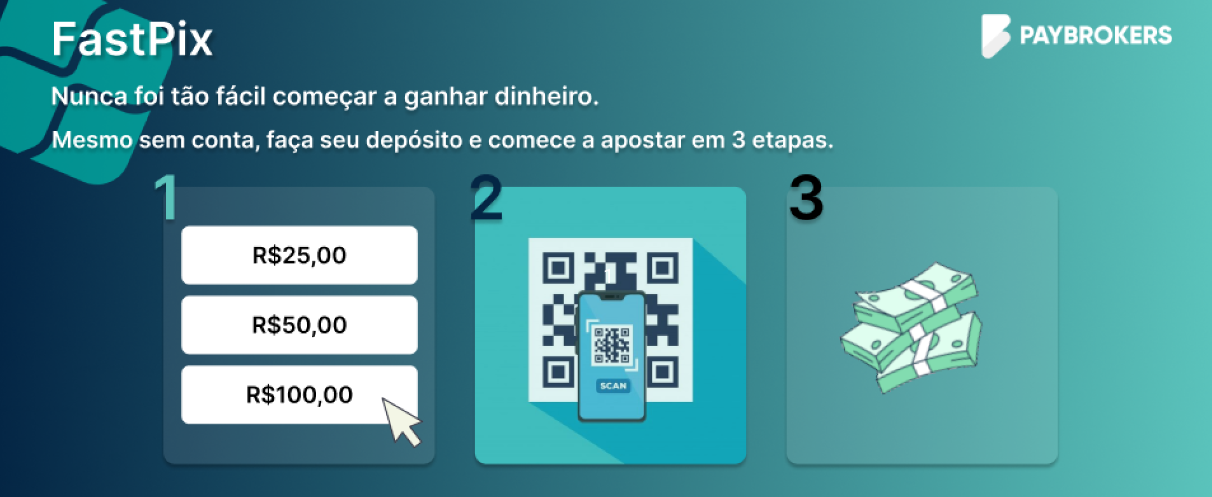 FastPix
PAYBROKERS
Nunca foi tão fácil começar a ganhar dinheiro.
Mesmo sem conta, faça seu depósito e comece a apostar em 3 etapas.
1
2
3
R$25,00
R$50,00
R$100,00
1
SCAN